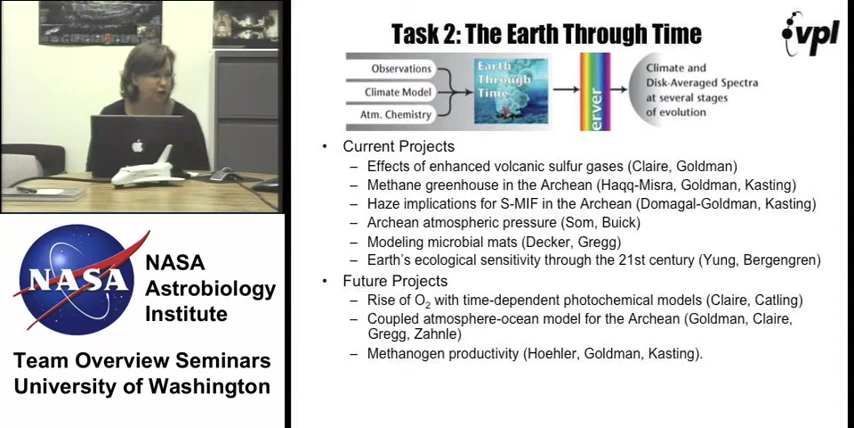 Task 2: The Earth Through Time
vpl
Observations
Climate Model
Atm. Chemistry
Earth
Through
Time
Climate and
Disk-Averaged Spectra
at several stages
of evolution
• Current Projects
– Effects of enhanced volcanic sulfur gases (Claire, Goldman)
– Methane greenhouse in the Archean (Haqq-Misra, Goldman, Kasting)
– Haze implications for S-MIF in the Archean (Domagal-Goldman, Kasting)
– Archean atmospheric pressure (Som, Buick)
– Modeling microbial mats (Decker, Gregg)
– Earth's ecological sensitivity through the 21st century (Yung, Bergengren)
• Future Projects
– Rise of O2 with time-dependent photochemical models (Claire, Catling)
– Coupled atmosphere-ocean model for the Archean (Goldman, Claire,
Gregg, Zahnle)
– Methanogen productivity (Hoehler, Goldman, Kasting).
NASA
NASA
Astrobiology
Institute
Team Overview Seminars
University of Washington